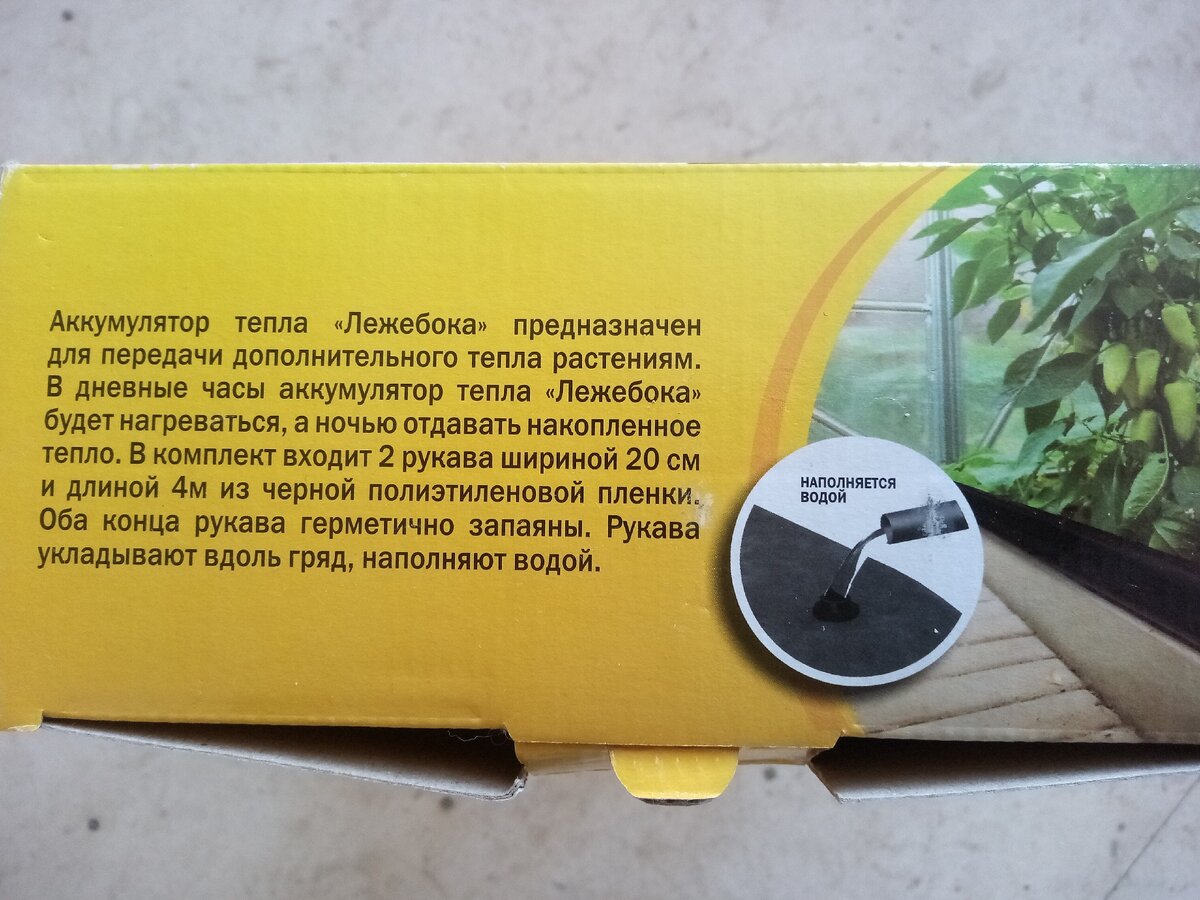 Аккумулятор тепла «Лежебока» предназначен
для передачи дополнительного тепла растениям.
В дневные часы аккумулятор тепла «Лежебока»
будет нагреваться, а ночью отдавать накопленное
тепло. В комплект входит 2 рукава шириной 20 см
и длиной 4м из черной полиэтиленовой пленки.
Оба конца рукава герметично запаяны. Рукава
укладывают вдоль гряд, наполняют водой.
НАПОЛНЯЕТСЯ
ВОДОЙ